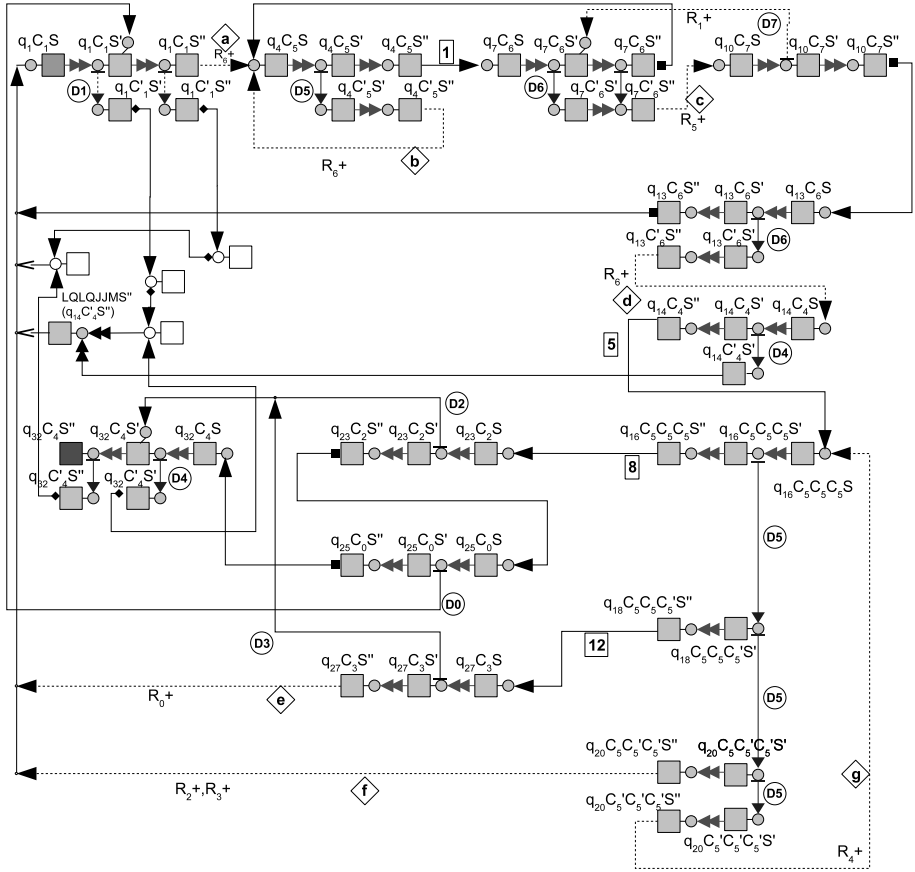 q₁C₁S q₁C₁S' q₁C₁S" a R₆+ q₄C₅S q₄C₅S' q₄C₅S" 1 q₇C₆S q₇C₆S' q₇C₆S" R₁+ D7 q₁₀C₇S q₁₀C₇S' q₁₀C₇S"
D1 q₁C'₁S' q₁C'₁S" D5 q₄C'₅S' q₄C'₅S" D6 q₇C'₆S' q₇C'₆S" c
R₅+
R₆+ b
q₁₃C₆S" q₁₃C₆S' q₁₃C₆S
q₁₃C'₆S" q₁₃C'₆S' D6
R₆+
d
LQLQJJMS"
(q₁₄C'₄S")
q₁₄C₄S" q₁₄C₄S' q₁₄C₄S
5 q₁₄C'₄S' D4
D2
q₃₂C₄S" q₃₂C₄S' q₃₂C₄S q₂₃C₂S" q₂₃C₂S' q₂₃C₂S q₁₆C₅C₅C₅S" q₁₆C₅C₅C₅S'
8
q₃₂C'₄S" q₃₂C'₄S' D4 q₁₆C₅C₅C₅S
D5
q₂₅C₀S" q₂₅C₀S' q₂₅C₀S
D0
q₁₈C₅C₅C₅'S"
D3 12
q₁₈C₅C₅C₅'S'
q₂₇C₃S" q₂₇C₃S' q₂₇C₃S
R₀+ e D5
q₂₀C₅C₅'C₅'S" q₂₀C₅C₅'C₅'S'
R₂+,R₃+ f g
D5
q₂₀C₅'C₅'C₅'S"
q₂₀C₅'C₅'C₅'S'
R₄+